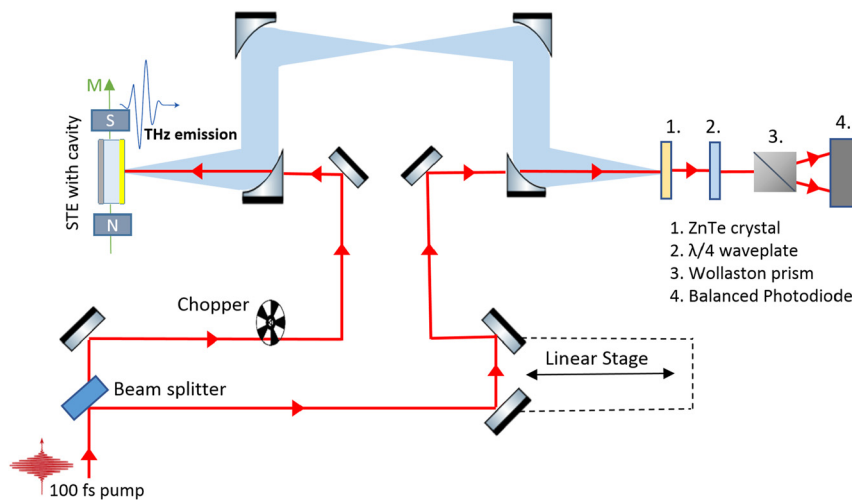 M
S
THz emission
STE with cavity
N
1.
2.
3.
4.
1. ZnTe crystal
2. λ/4 waveplate
3. Wollaston prism
4. Balanced Photodiode
Chopper
Linear Stage
Beam splitter
100 fs pump